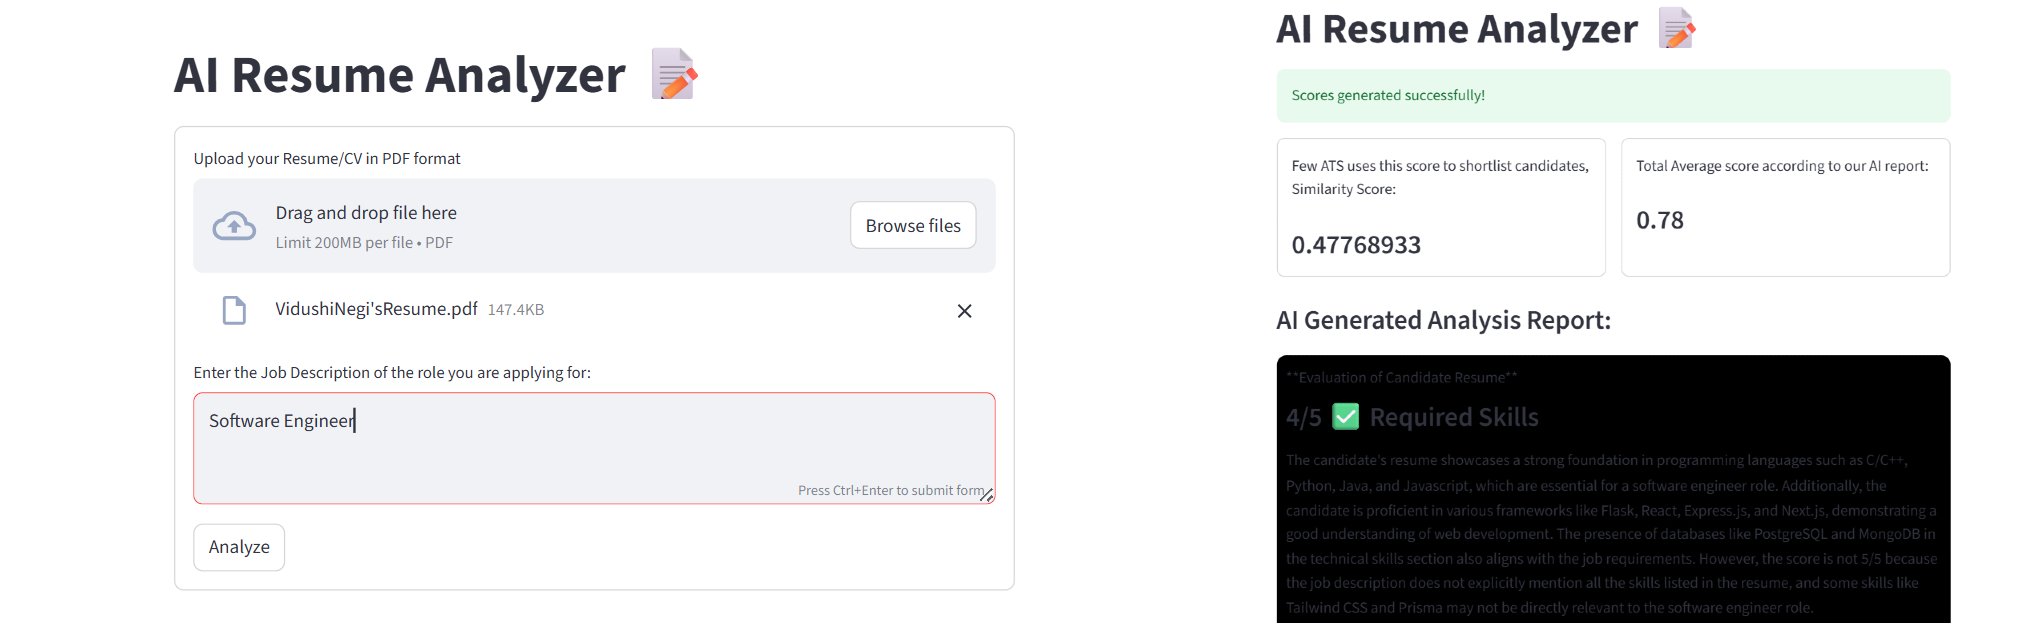 AI Resume Analyzer
Upload your Resume/CV in PDF format
Drag and drop file here
Limit 200MB per file • PDF
Browse files
VidushiNegi'sResume.pdf 147.4KB
Enter the Job Description of the role you are applying for:
Software Engineer
Press Ctrl+Enter to submit form
Analyze
AI Resume Analyzer
Scores generated successfully!
Few ATS uses this score to shortlist candidates,
Similarity Score:
0.47768933
Total Average score according to our AI report:
0.78
AI Generated Analysis Report:
**Evaluation of Candidate Resume**
4/5 ✅ Required Skills
The candidate's resume showcases a strong foundation in programming languages such as C/C++,
Python, Java, and Javascript, which are essential for a software engineer role. Additionally, the
candidate is proficient in various frameworks like Flask, React, Express.js, and Next.js, demonstrating a
good understanding of web development. The presence of databases like PostgreSQL and MongoDB in
the technical skills section also aligns with the job requirements. However, the score is not 5/5 because
the job description does not explicitly mention all the skills listed in the resume, and some skills like
Tailwind CSS and Prisma may not be directly relevant to the software engineer role.